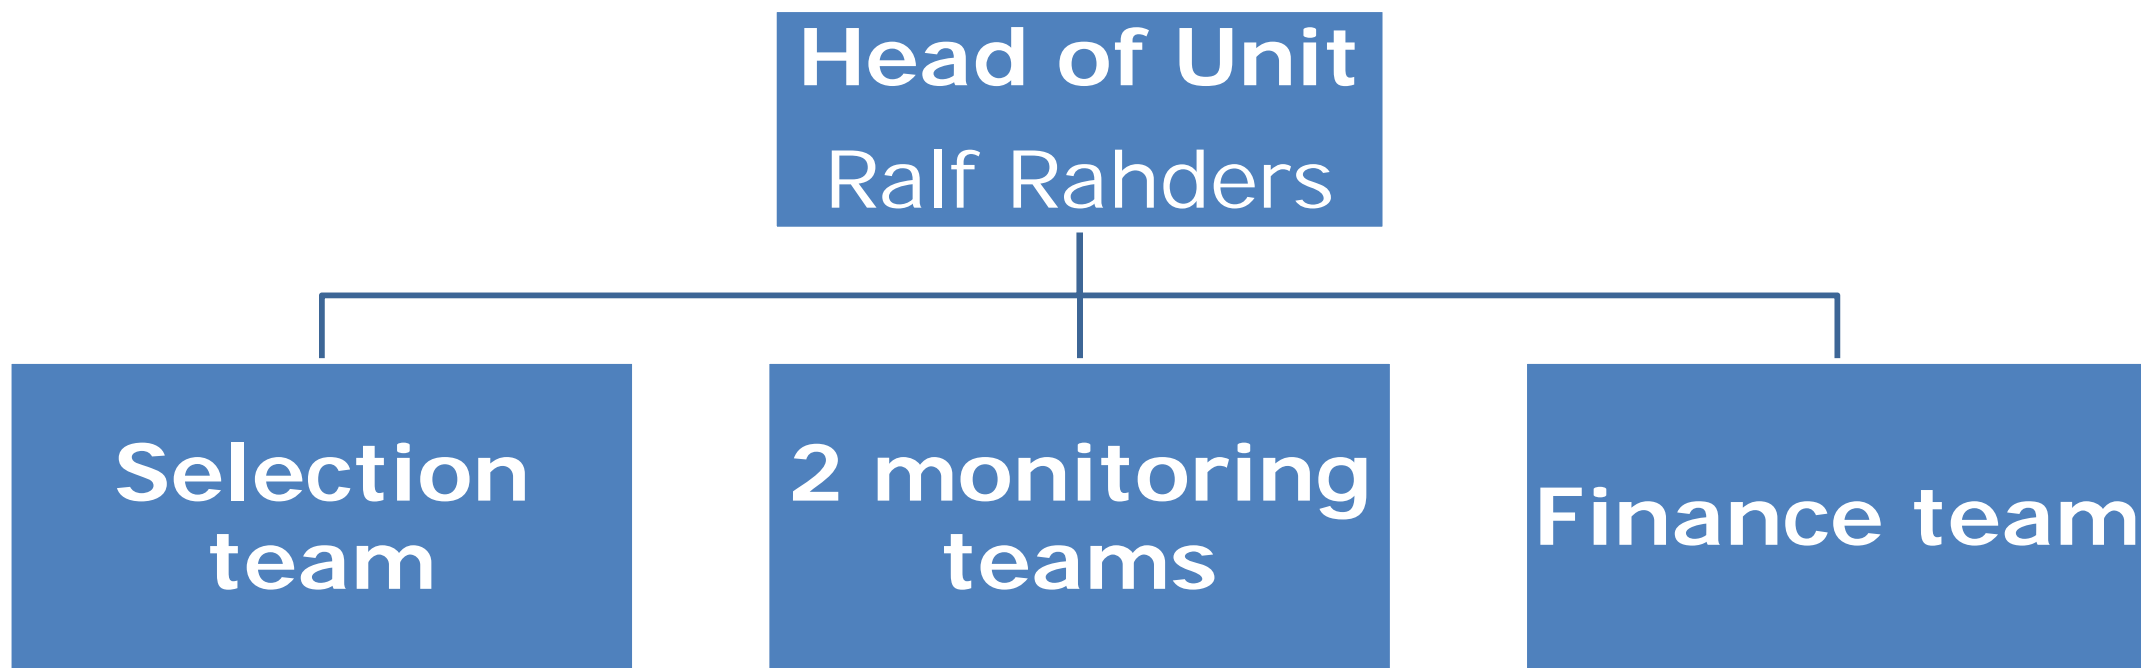 Head of Unit
Ralf Rahders
Selection
team
2 monitoring
teams
Finance team